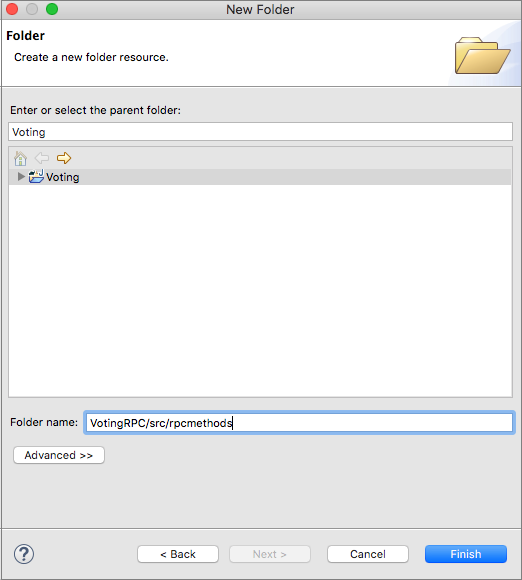 New Folder
Folder
Create a new folder resource.
Enter or select the parent folder:
Voting
Voting
Folder name: VotingRPC/src/rpcmethods
Advanced >>
? < Back Next > Cancel Finish